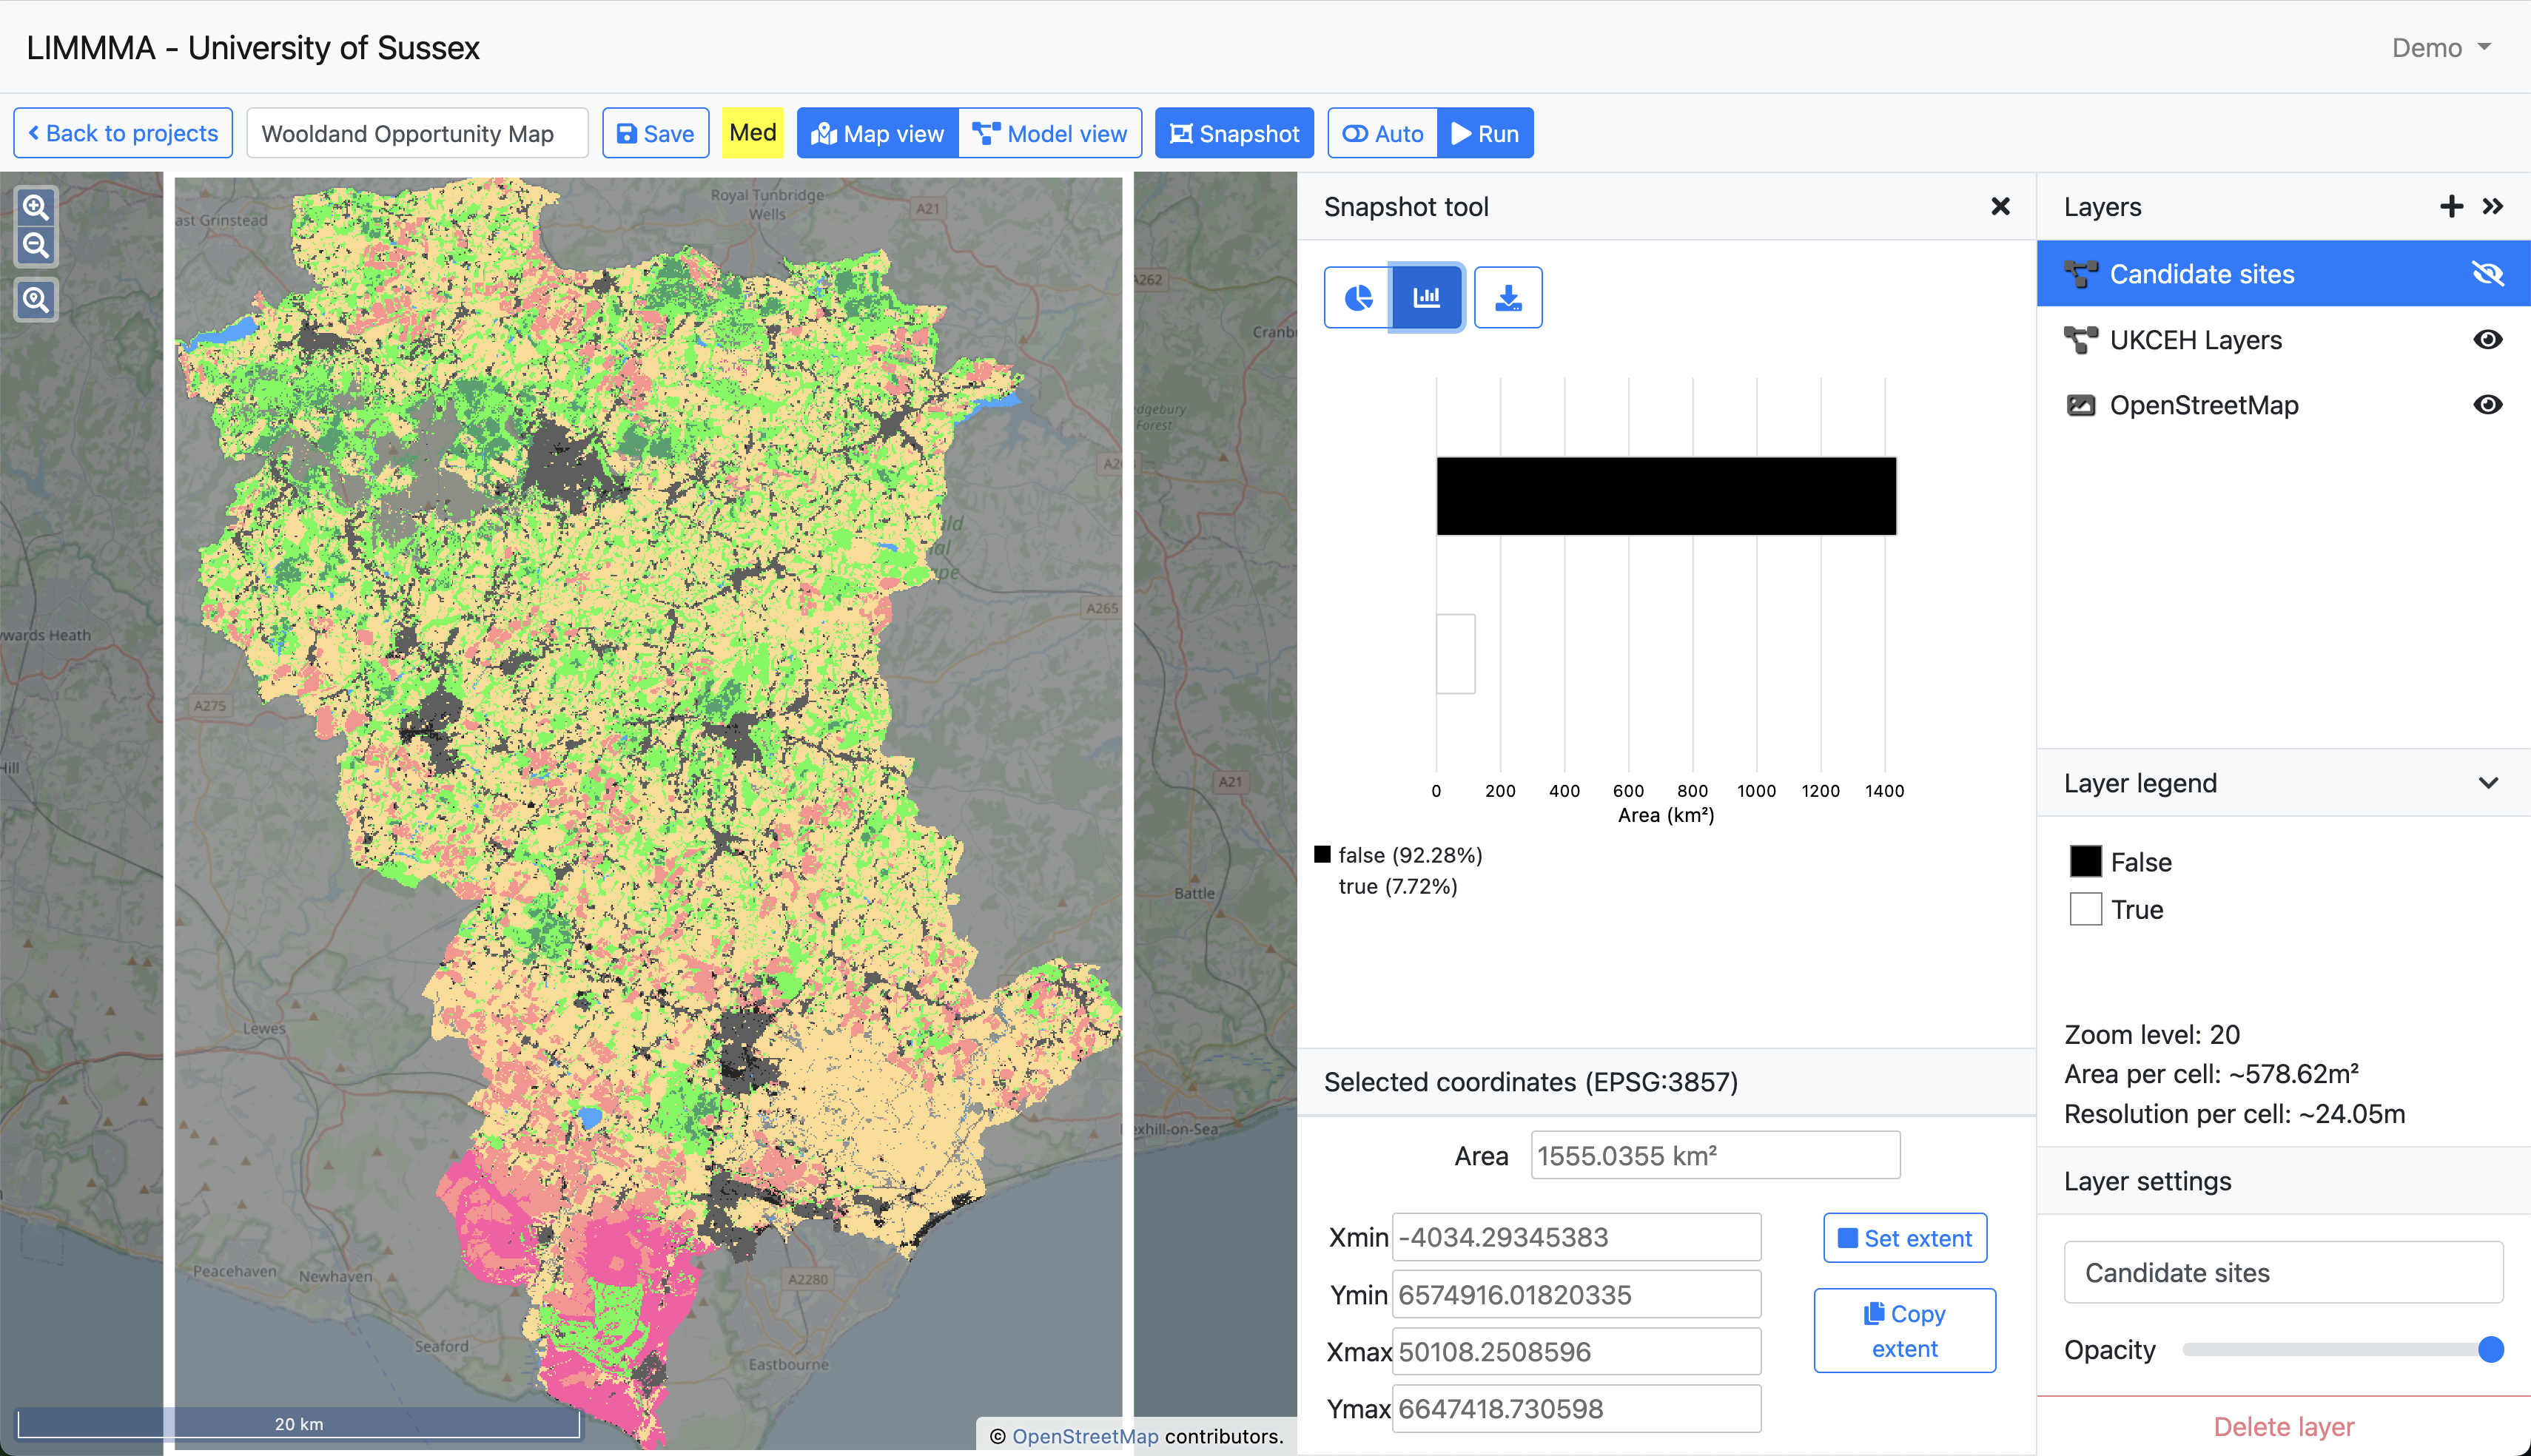 LIMMMA - University of Sussex
Demo
Back to projects
Wooldand Opportunity Map
Save
Med
Map view
Model view
Snapshot
Auto
Run
ast Grinstead
Royal Tunbridge
Wells
A21
A262
Cranb
edgebury
Forest
A265
wards Heath
A275
Hill
A21
Battle
Lewes
exhill-on-Sea
Peacehaven
Newhaven
Seaford
A2280
Eastbourne
20 km
© OpenStreetMap contributors.
Snapshot tool
0 200 400 600 800 1000 1200 1400
Area (km²)
false (92.28%)
true (7.72%)
Selected coordinates (EPSG:3857)
Area 1555.0355 km²
Xmin -4034.29345383
Ymin 6574916.01820335
Xmax 50108.2508596
Ymax 6647418.730598
Set extent
Copy
extent
Layers
Candidate sites
UKCEH Layers
OpenStreetMap
Layer legend
False
True
Zoom level: 20
Area per cell: ~578.62m²
Resolution per cell: ~24.05m
Layer settings
Candidate sites
Opacity
Delete layer